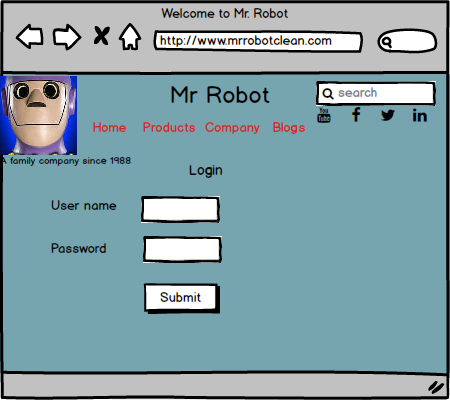 Welcome to Mr. Robot
http://www.mrrobotclean.com
Mr Robot
search
You
Tube
Home Products Company Blogs
A family company since 1988
Login
User name
Password
Submit